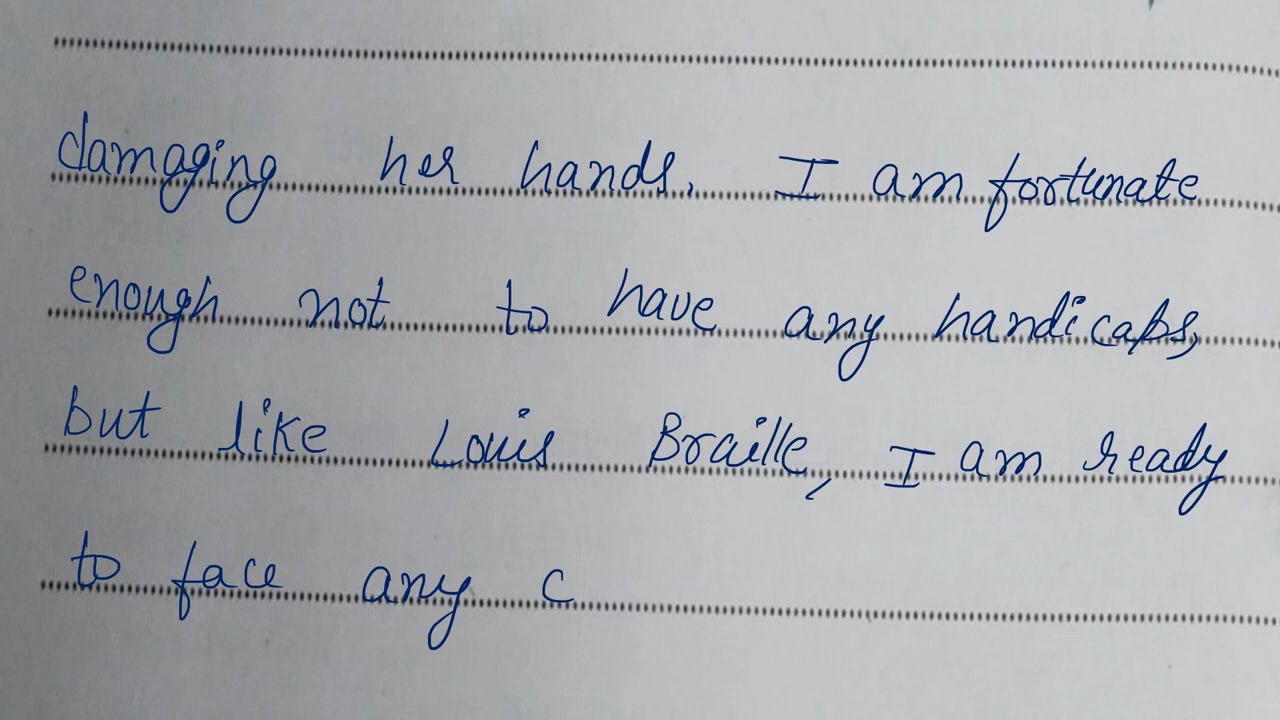 damaging her hands. I am fortunate
enough not to have any handicaps,
but like Louis Braille, I am ready
to face any c